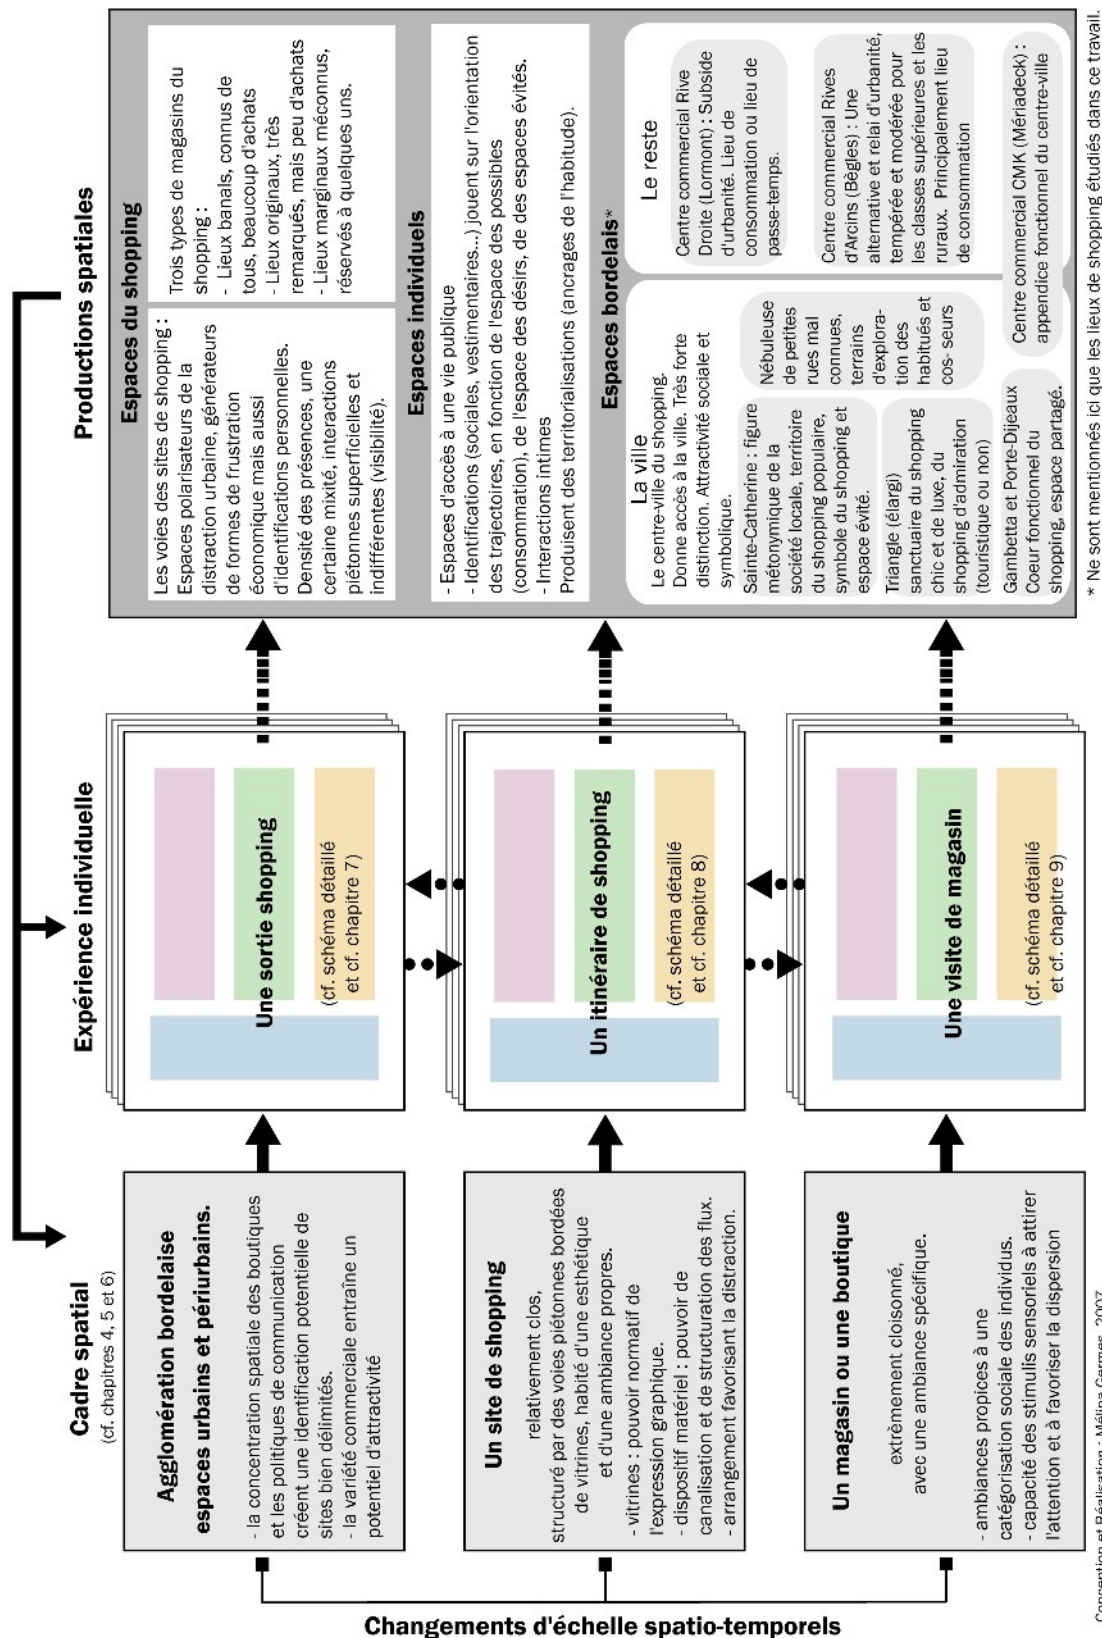 Cadre spatial
(cf. chapitres 4, 5 et 6)
Expérience individuelle
Productions spatiales
Changements d'échelle spatio-temporels
Agglomération bordelaise
espaces urbains et périurbains.
- la concentration spatiale des boutiques
et les politiques de communication
créent une identification potentielle de
sites bien délimités.
- la variété commerciale entraîne un
potentiel d'attractivité
Un site de shopping
relativement clos,
structuré par des voies piétonnes bordées
de vitrines, habité d'une esthétique
et d'une ambiance propres.
- vitrines : pouvoir normatif de
l'expression graphique.
- dispositif matériel : pouvoir de
canalisation et de structuration des flux.
- arrangement favorisant la distraction.
Un magasin ou une boutique
extrèmement cloisonné,
avec une ambiance spécifique.
- ambiances propices à une
catégorisation sociale des individus.
- capacité des stimulis sensoriels à attirer
l'attention et à favoriser la dispersion
Une sortie shopping
(cf. schéma détaillé
et cf. chapitre 7)
Un itinéraire de shopping
(cf. schéma détaillé
et cf. chapitre 8)
Une visite de magasin
(cf. schéma détaillé
et cf. chapitre 9)
Espaces du shopping
Les voies des sites de shopping :
Espaces polarisateurs de la
distraction urbaine, générateurs
de formes de frustration
économique mais aussi
d'identifications personnelles.
Densité des présences, une
certaine mixité, interactions
piétonnes superficielles et
indifférentes (visibilité).
Trois types de magasins du
shopping :
- Lieux banals, connus de
tous, beaucoup d'achats
- Lieux originaux, très
remarqués, mais peu d'achats
- Lieux marginaux méconnus,
réservés à quelques uns.
Espaces individuels
- Espaces d'accès à une vie publique
- Identifications (sociales, vestimentaires...) jouent sur l'orientation
des trajectoires, en fonction de l'espace des possibles
(consommation), de l'espace des désirs, de des espaces évités.
- Interactions intimes
Produisent des territorialisations (ancrages de l'habitude).
Espaces bordelais*
La ville
Le centre-ville du shopping.
Donne accès à la ville. Très forte
distinction. Attractivité sociale et
symbolique.
Sainte-Catherine : figure
métonymique de la
société locale, territoire
du shopping populaire,
symbole du shopping et
espace évité.
Nébuleuse
de petites
rues mal
connues,
terrains
d'explora-
tion des
habitués et
cos- seurs
Triangle (élargi)
sanctuaire du shopping
chic et de luxe, du
shopping d'admiration
(touristique ou non)
Gambetta et Porte-Dijeaux
Coeur fonctionnel du
shopping, espace partagé.
Le reste
Centre commercial Rive
Droite (Lormont) : Subside
d'urbanité. Lieu de
consommation ou lieu de
passe-temps.
Centre commercial Rives
d'Arcins (Bègles) : Une
alternative et relai d'urbanité,
tempérée et modérée pour
les classes supérieures et les
ruraux. Principalement lieu
de consommation
Centre commercial CMK (Mériadeck) :
appendice fonctionnel du centre-ville
* Ne sont mentionnés ici que les lieux de shopping étudiés dans ce travail.
Conception et Réalisation : Mélina Germes, 2007